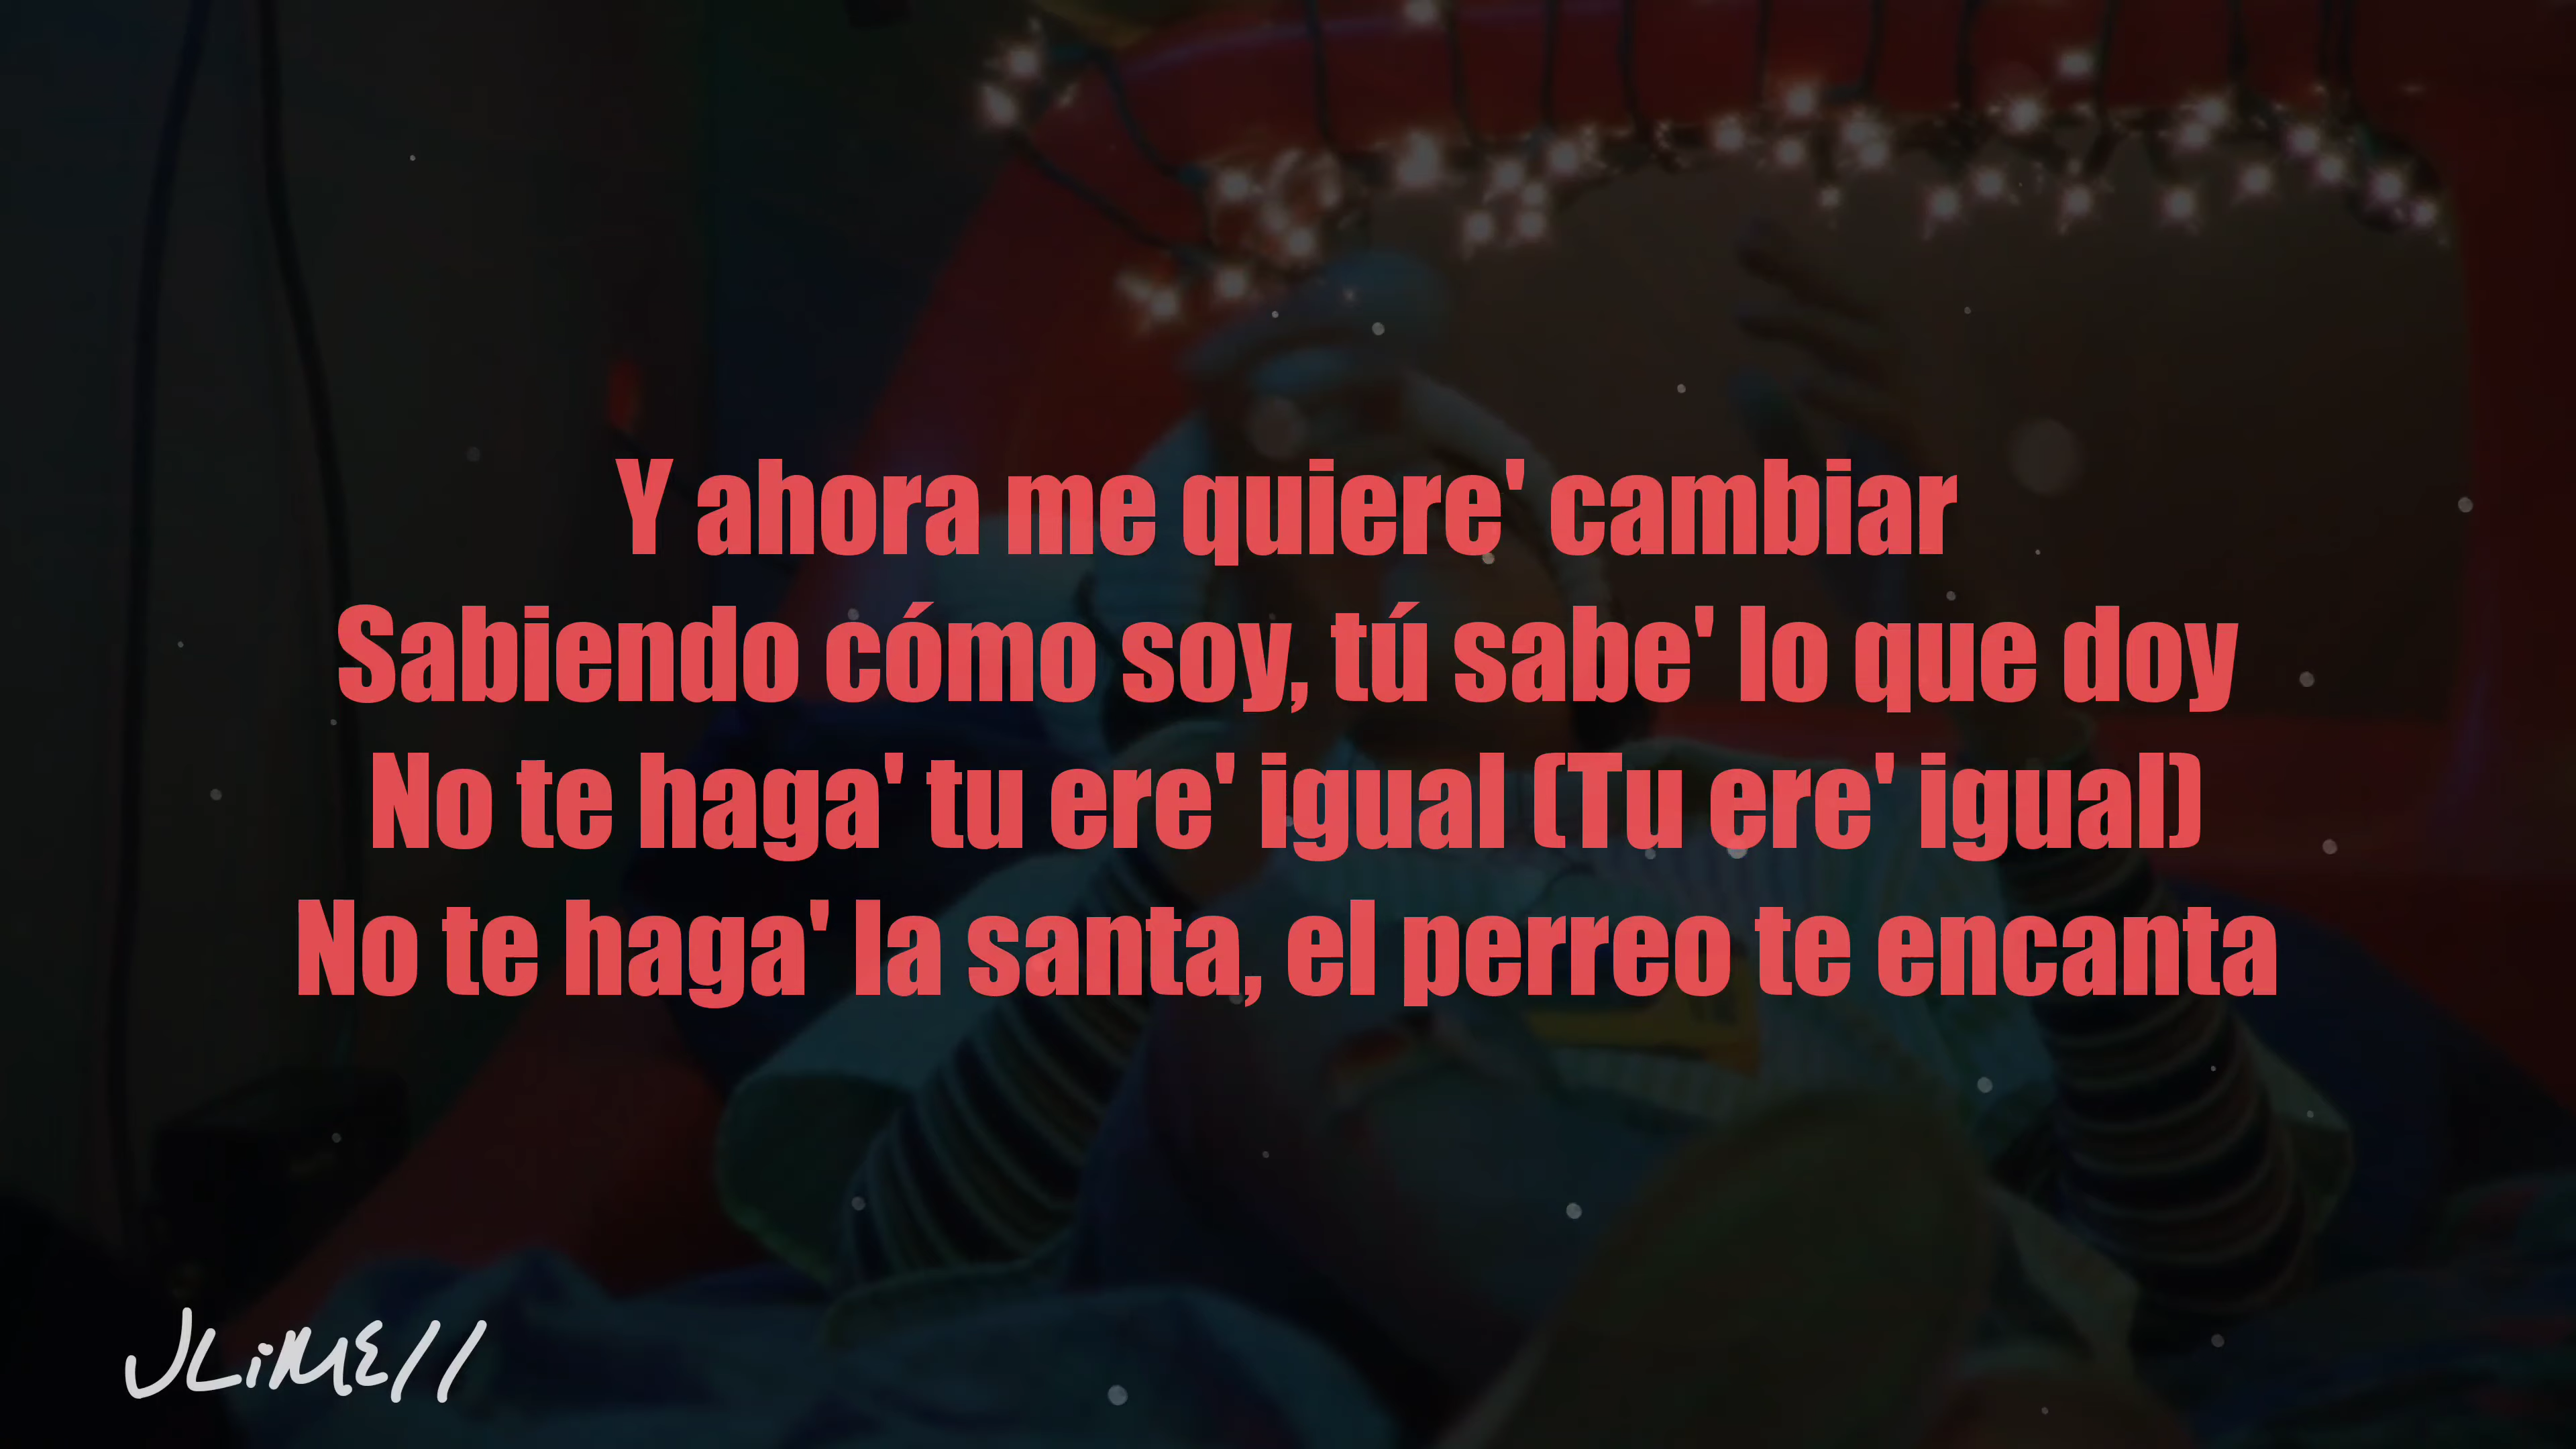 Y ahora me quiere' cambiar
Sabiendo cómo soy, tú sabe' lo que doy
No te haga' tu ere' igual (Tu ere' igual)
No te haga' la santa, el perreo te encanta
JLiME//